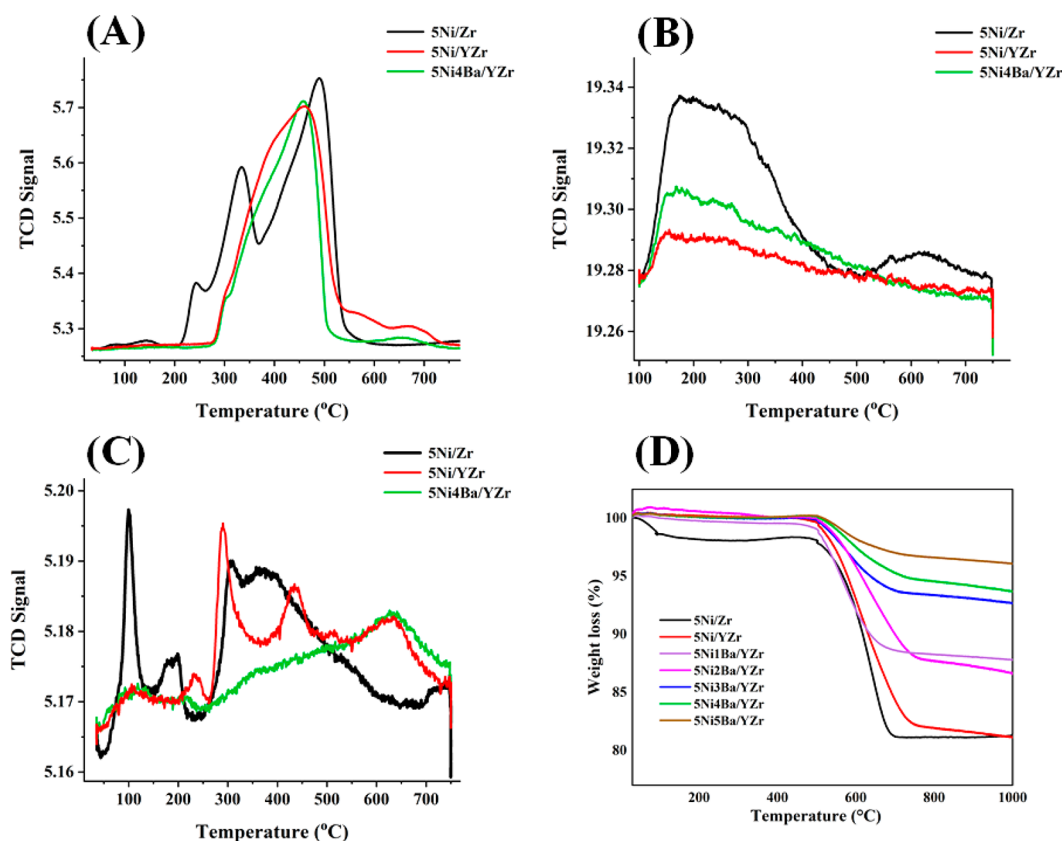 (A)
5Ni/Zr
5Ni/YZr
5Ni4Ba/YZr
TCD Signal
5.7
5.6
5.5
5.4
5.3
100 200 300 400 500 600 700
Temperature (°C)
(B)
5Ni/Zr
5Ni/YZr
5Ni4Ba/YZr
TCD Signal
19.34
19.32
19.30
19.28
19.26
100 200 300 400 500 600 700
Temperature (°C)
(C)
5Ni/Zr
5Ni/YZr
5Ni4Ba/YZr
TCD Signal
5.20
5.19
5.18
5.17
5.16
100 200 300 400 500 600 700
Temperature (°C)
(D)
Weight loss (%)
100
95
90
85
80
5Ni/Zr
5Ni/YZr
5Ni1Ba/YZr
5Ni2Ba/YZr
5Ni3Ba/YZr
5Ni4Ba/YZr
5Ni5Ba/YZr
200 400 600 800 1000
Temperature (°C)